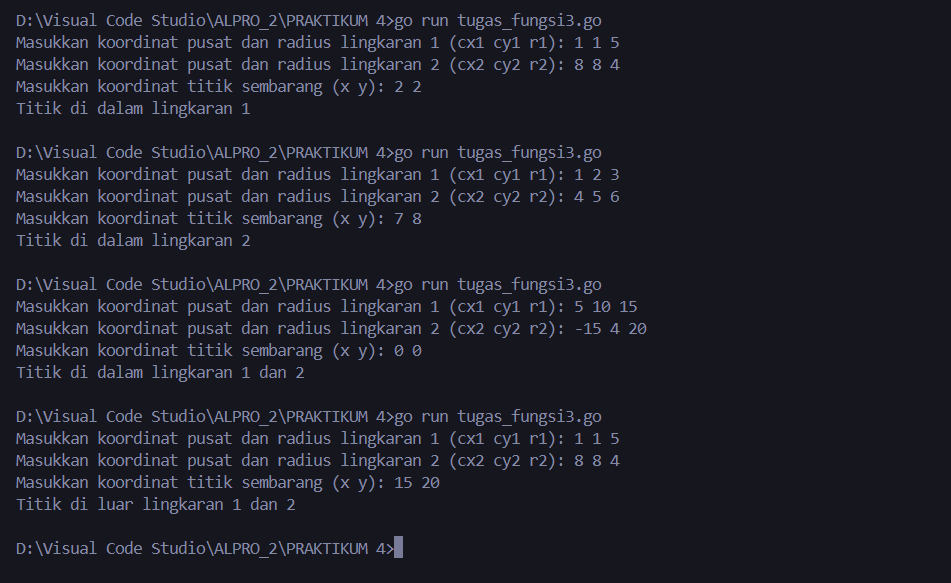 D:\Visual Code Studio\ALPRO_2\PRAKTIKUM 4>go run tugas_fungsi3.go
Masukkan koordinat pusat dan radius lingkaran 1 (cx1 cy1 r1): 1 1 5
Masukkan koordinat pusat dan radius lingkaran 2 (cx2 cy2 r2): 8 8 4
Masukkan koordinat titik sembarang (x y): 2 2
Titik di dalam lingkaran 1
D:\Visual Code Studio\ALPRO_2\PRAKTIKUM 4>go run tugas_fungsi3.go
Masukkan koordinat pusat dan radius lingkaran 1 (cx1 cy1 r1): 1 2 3
Masukkan koordinat pusat dan radius lingkaran 2 (cx2 cy2 r2): 4 5 6
Masukkan koordinat titik sembarang (x y): 7 8
Titik di dalam lingkaran 2
D:\Visual Code Studio\ALPRO_2\PRAKTIKUM 4>go run tugas_fungsi3.go
Masukkan koordinat pusat dan radius lingkaran 1 (cx1 cy1 r1): 5 10 15
Masukkan koordinat pusat dan radius lingkaran 2 (cx2 cy2 r2): -15 4 20
Masukkan koordinat titik sembarang (x y): 0 0
Titik di dalam lingkaran 1 dan 2
D:\Visual Code Studio\ALPRO_2\PRAKTIKUM 4>go run tugas_fungsi3.go
Masukkan koordinat pusat dan radius lingkaran 1 (cx1 cy1 r1): 1 1 5
Masukkan koordinat pusat dan radius lingkaran 2 (cx2 cy2 r2): 8 8 4
Masukkan koordinat titik sembarang (x y): 15 20
Titik di luar lingkaran 1 dan 2
D:\Visual Code Studio\ALPRO_2\PRAKTIKUM 4>